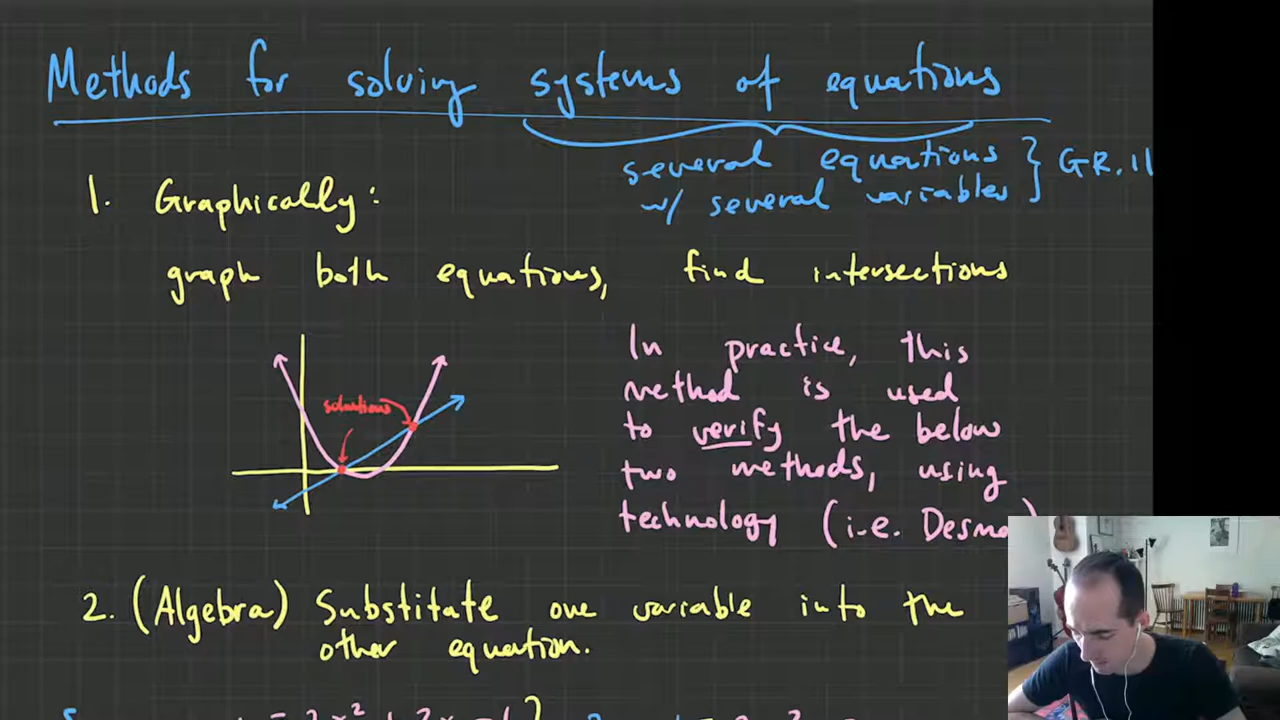 Methods for solving systems of equations
several equations
w/ several variables } GR.11
1. Graphically:
graph both equations, find intersections
solutions
In practice, this
method is used
to verify the below
two methods, using
technology (i.e. Desmo
2. (Algebra) Substitute one variable into the
other equation.